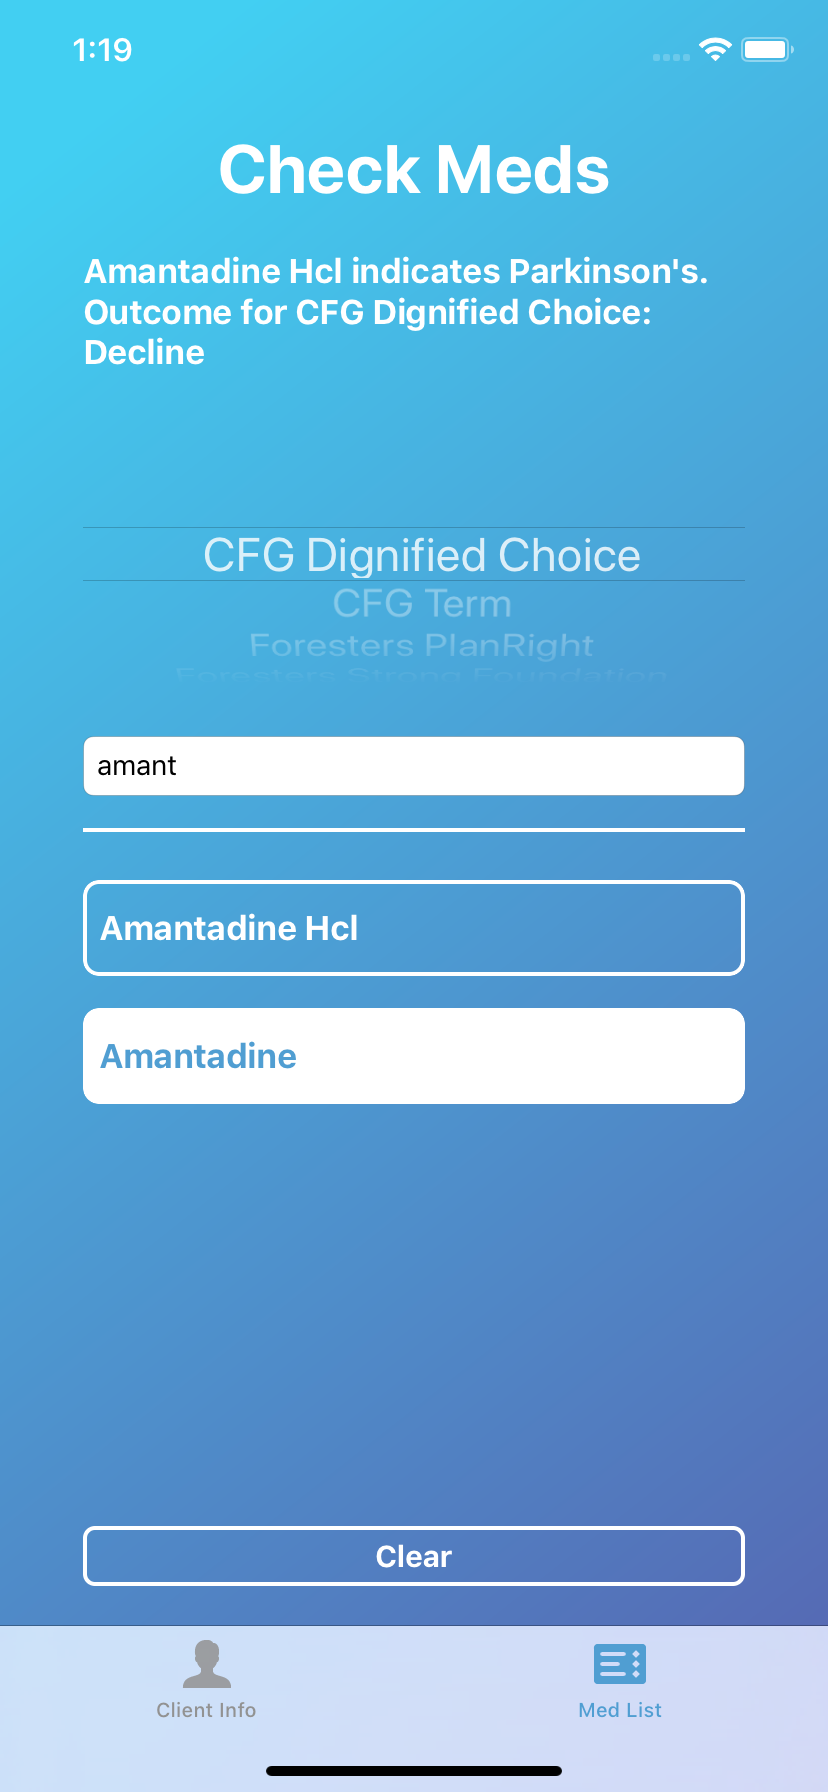 1:19
Check Meds
Amantadine Hcl indicates Parkinson's.
Outcome for CFG Dignified Choice:
Decline
CFG Dignified Choice
CFG Term
Foresters PlanRight
Foresters Strong Foundation
amant
Amantadine Hcl
Amantadine
Clear
Client Info
Med List